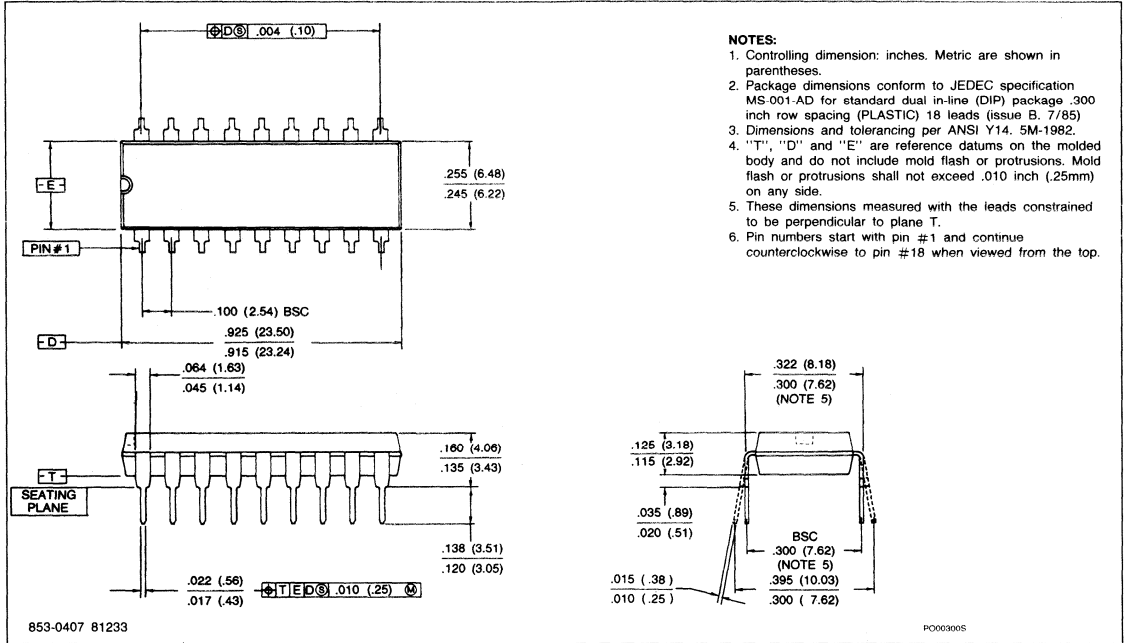 ⌖ D Ⓢ .004 (.10)
NOTES:
1. Controlling dimension: inches. Metric are shown in
parentheses.
2. Package dimensions conform to JEDEC specification
MS-001-AD for standard dual in-line (DIP) package .300
inch row spacing (PLASTIC) 18 leads (issue B. 7/85)
3. Dimensions and tolerancing per ANSI Y14. 5M-1982.
4. "T", "D" and "E" are reference datums on the molded
body and do not include mold flash or protrusions. Mold
flash or protrusions shall not exceed .010 inch (.25mm)
on any side.
5. These dimensions measured with the leads constrained
to be perpendicular to plane T.
6. Pin numbers start with pin #1 and continue
counterclockwise to pin #18 when viewed from the top.
.255 (6.48)
.245 (6.22)
- E -
PIN #1
.100 (2.54) BSC
- D -
.925 (23.50)
.915 (23.24)
.064 (1.63)
.045 (1.14)
.160 (4.06)
.135 (3.43)
- T -
SEATING
PLANE
.138 (3.51)
.120 (3.05)
.022 (.56)
.017 (.43)
⌖ T E D Ⓢ .010 (.25) Ⓜ
.322 (8.18)
.300 (7.62)
(NOTE 5)
.125 (3.18)
.115 (2.92)
.035 (.89)
.020 (.51)
BSC
.300 (7.62)
(NOTE 5)
.015 (.38 )
.010 (.25 )
.395 (10.03)
.300 ( 7.62)
853-0407 81233
PO00300S